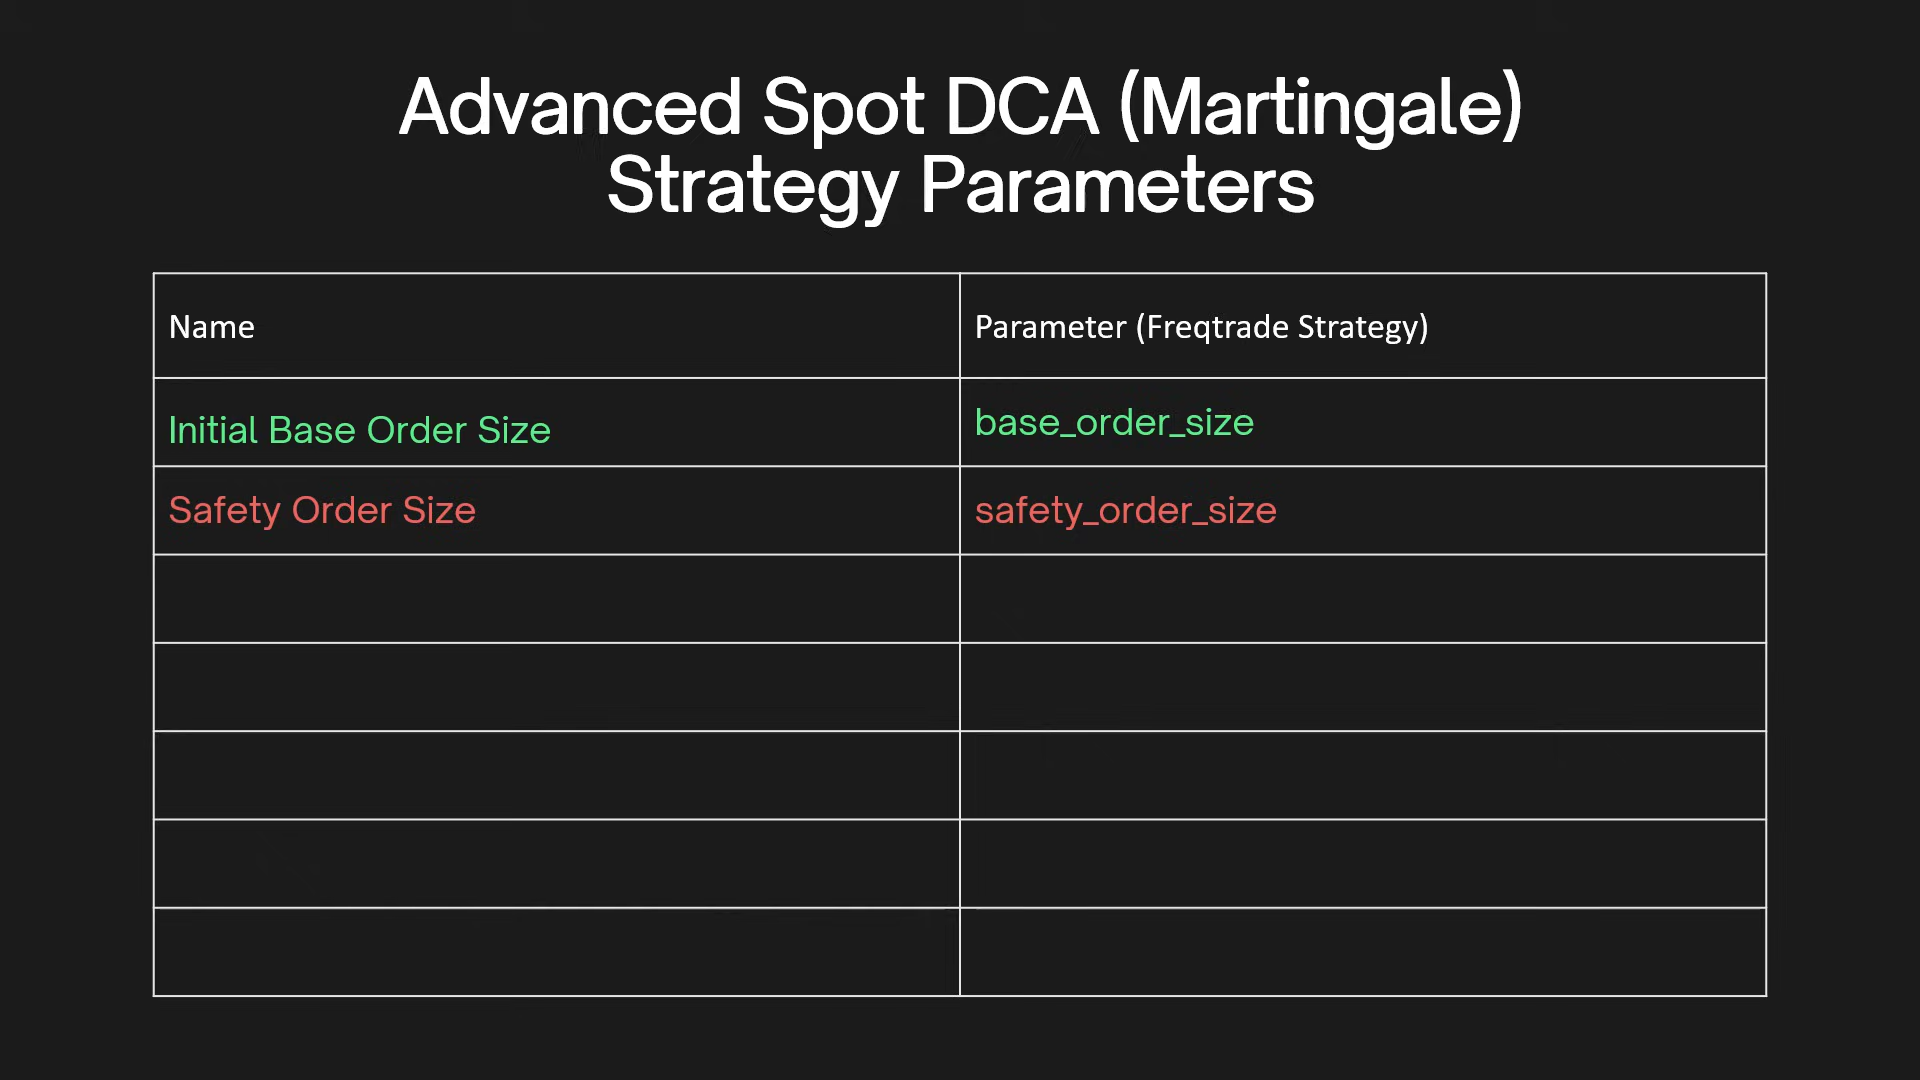 Advanced Spot DCA (Martingale)
Strategy Parameters
Name
Parameter (Freqtrade Strategy)
Initial Base Order Size
base_order_size
Safety Order Size
safety_order_size